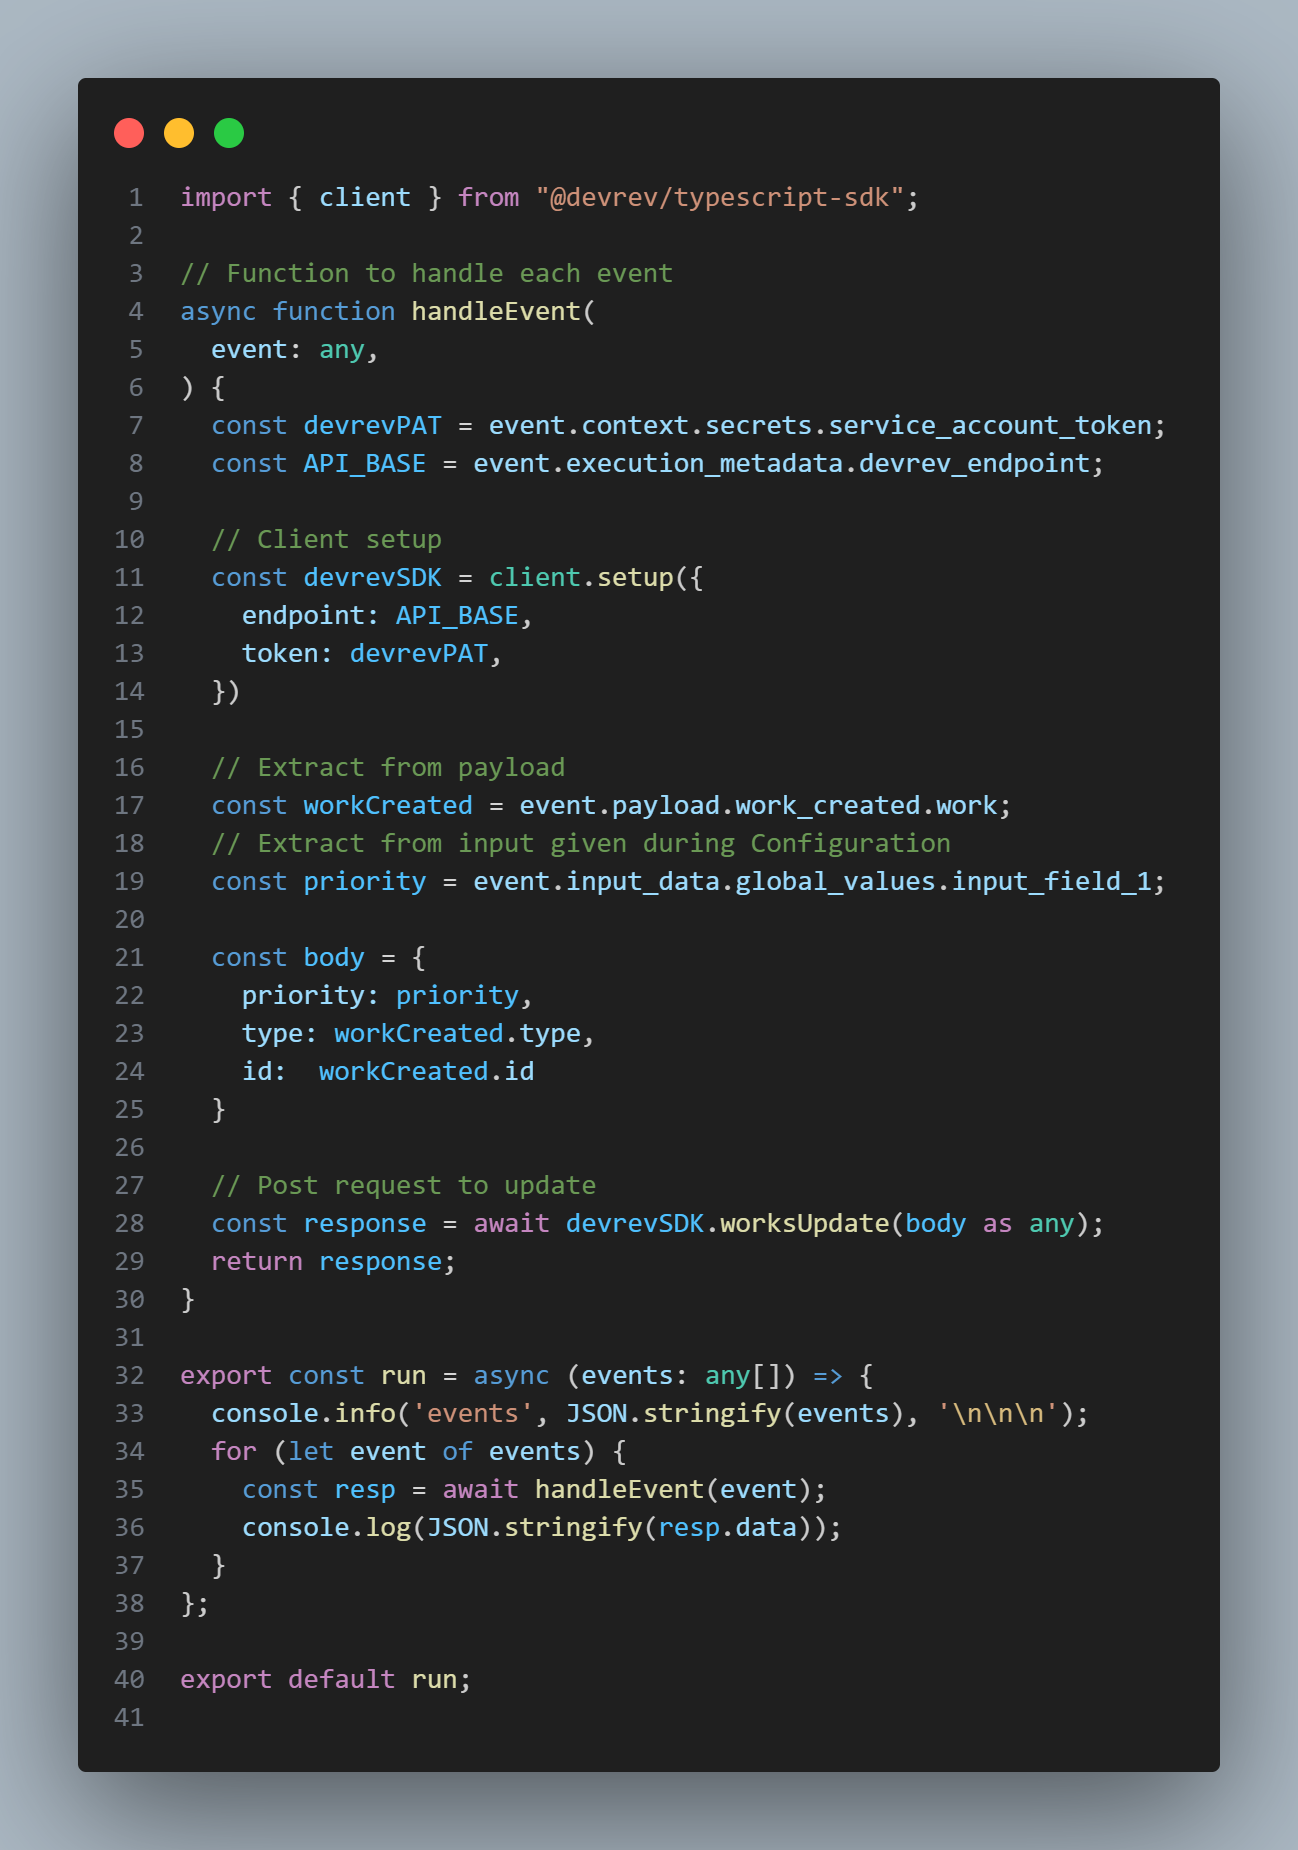 1 import { client } from "@devrev/typescript-sdk";
2
3 // Function to handle each event
4 async function handleEvent(
5   event: any,
6 ) {
7   const devrevPAT = event.context.secrets.service_account_token;
8   const API_BASE = event.execution_metadata.devrev_endpoint;
9
10   // Client setup
11   const devrevSDK = client.setup({
12     endpoint: API_BASE,
13     token: devrevPAT,
14   })
15
16   // Extract from payload
17   const workCreated = event.payload.work_created.work;
18   // Extract from input given during Configuration
19   const priority = event.input_data.global_values.input_field_1;
20
21   const body = {
22     priority: priority,
23     type: workCreated.type,
24     id:  workCreated.id
25   }
26
27   // Post request to update
28   const response = await devrevSDK.worksUpdate(body as any);
29   return response;
30 }
31
32 export const run = async (events: any[]) => {
33   console.info('events', JSON.stringify(events), '\n\n\n');
34   for (let event of events) {
35     const resp = await handleEvent(event);
36     console.log(JSON.stringify(resp.data));
37   }
38 };
39
40 export default run;
41